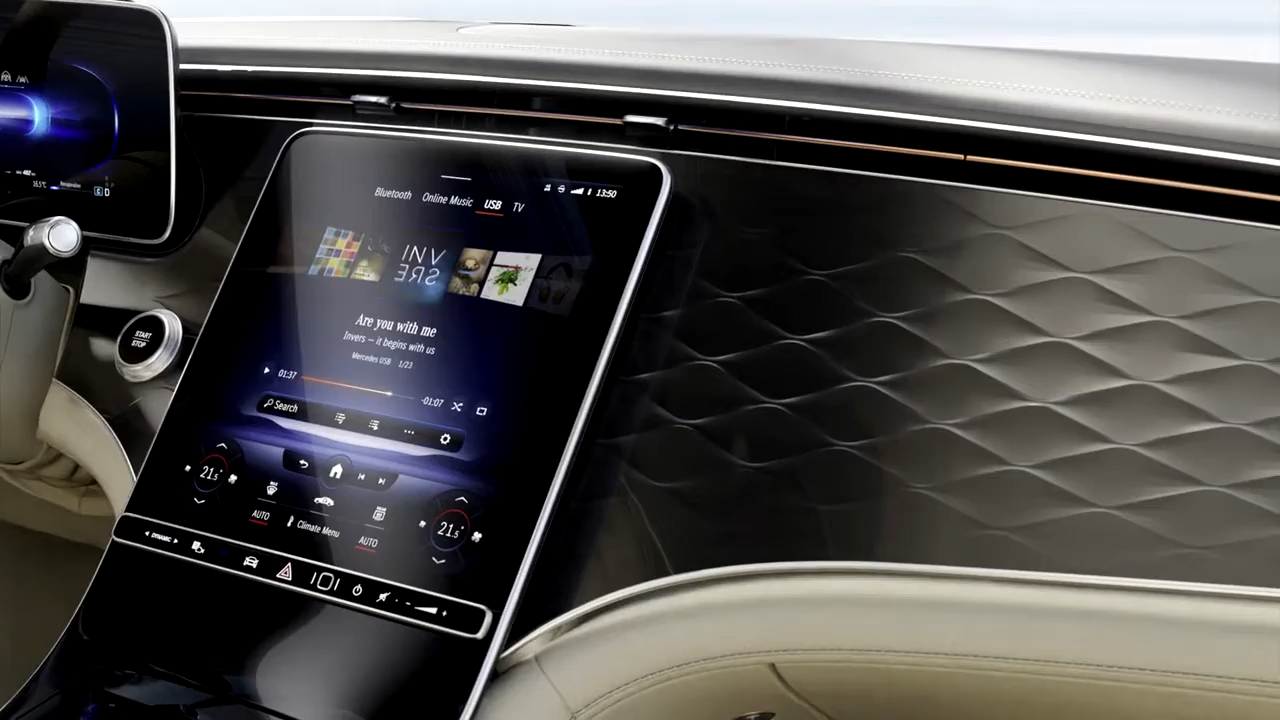 13:50
Bluetooth Online Music USB TV
INV
ERS
Are you with me
Invers – it begins with us
Mercedes USB 1/23
01:37
-01:07
Search
START
STOP
21.5°
21.5°
AUTO
Climate Menu
AUTO
DYNAMIC
D